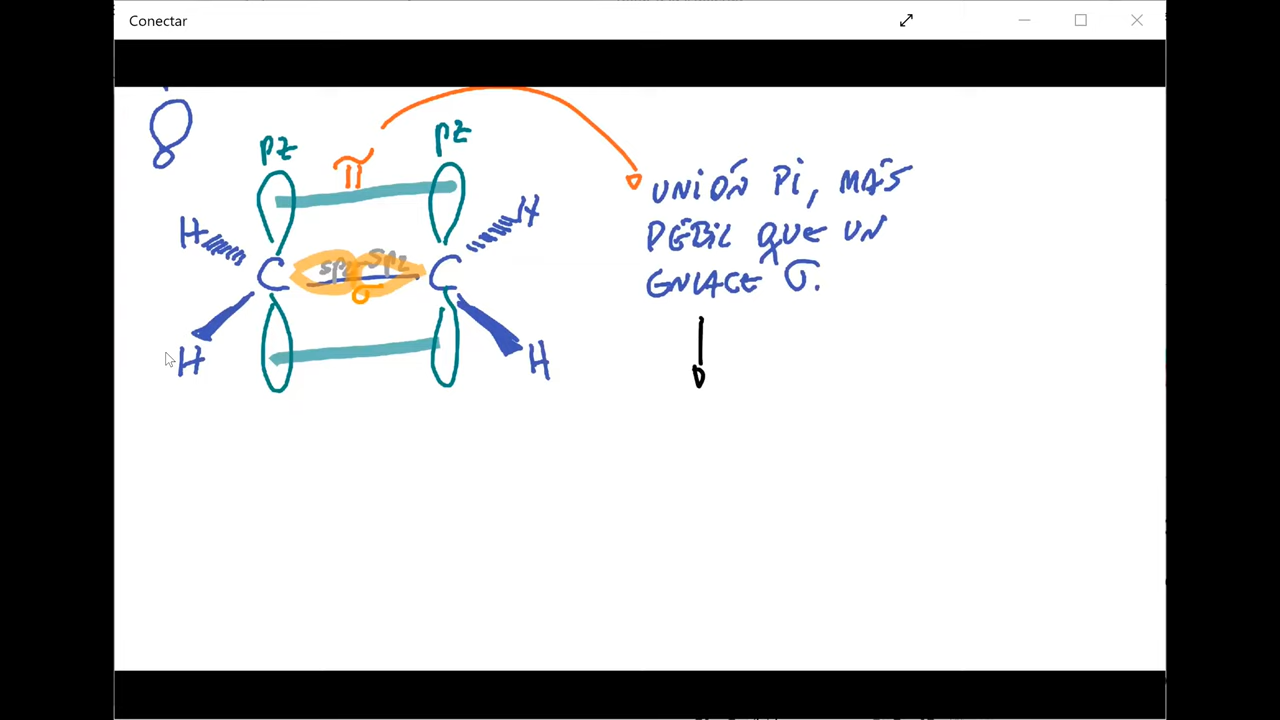 Conectar
pz
pz
π
UNIÓN PI, MÁS
DÉBIL QUE UN
ENLACE σ.
H
H
C
sp2
sp2
C
σ
H
H